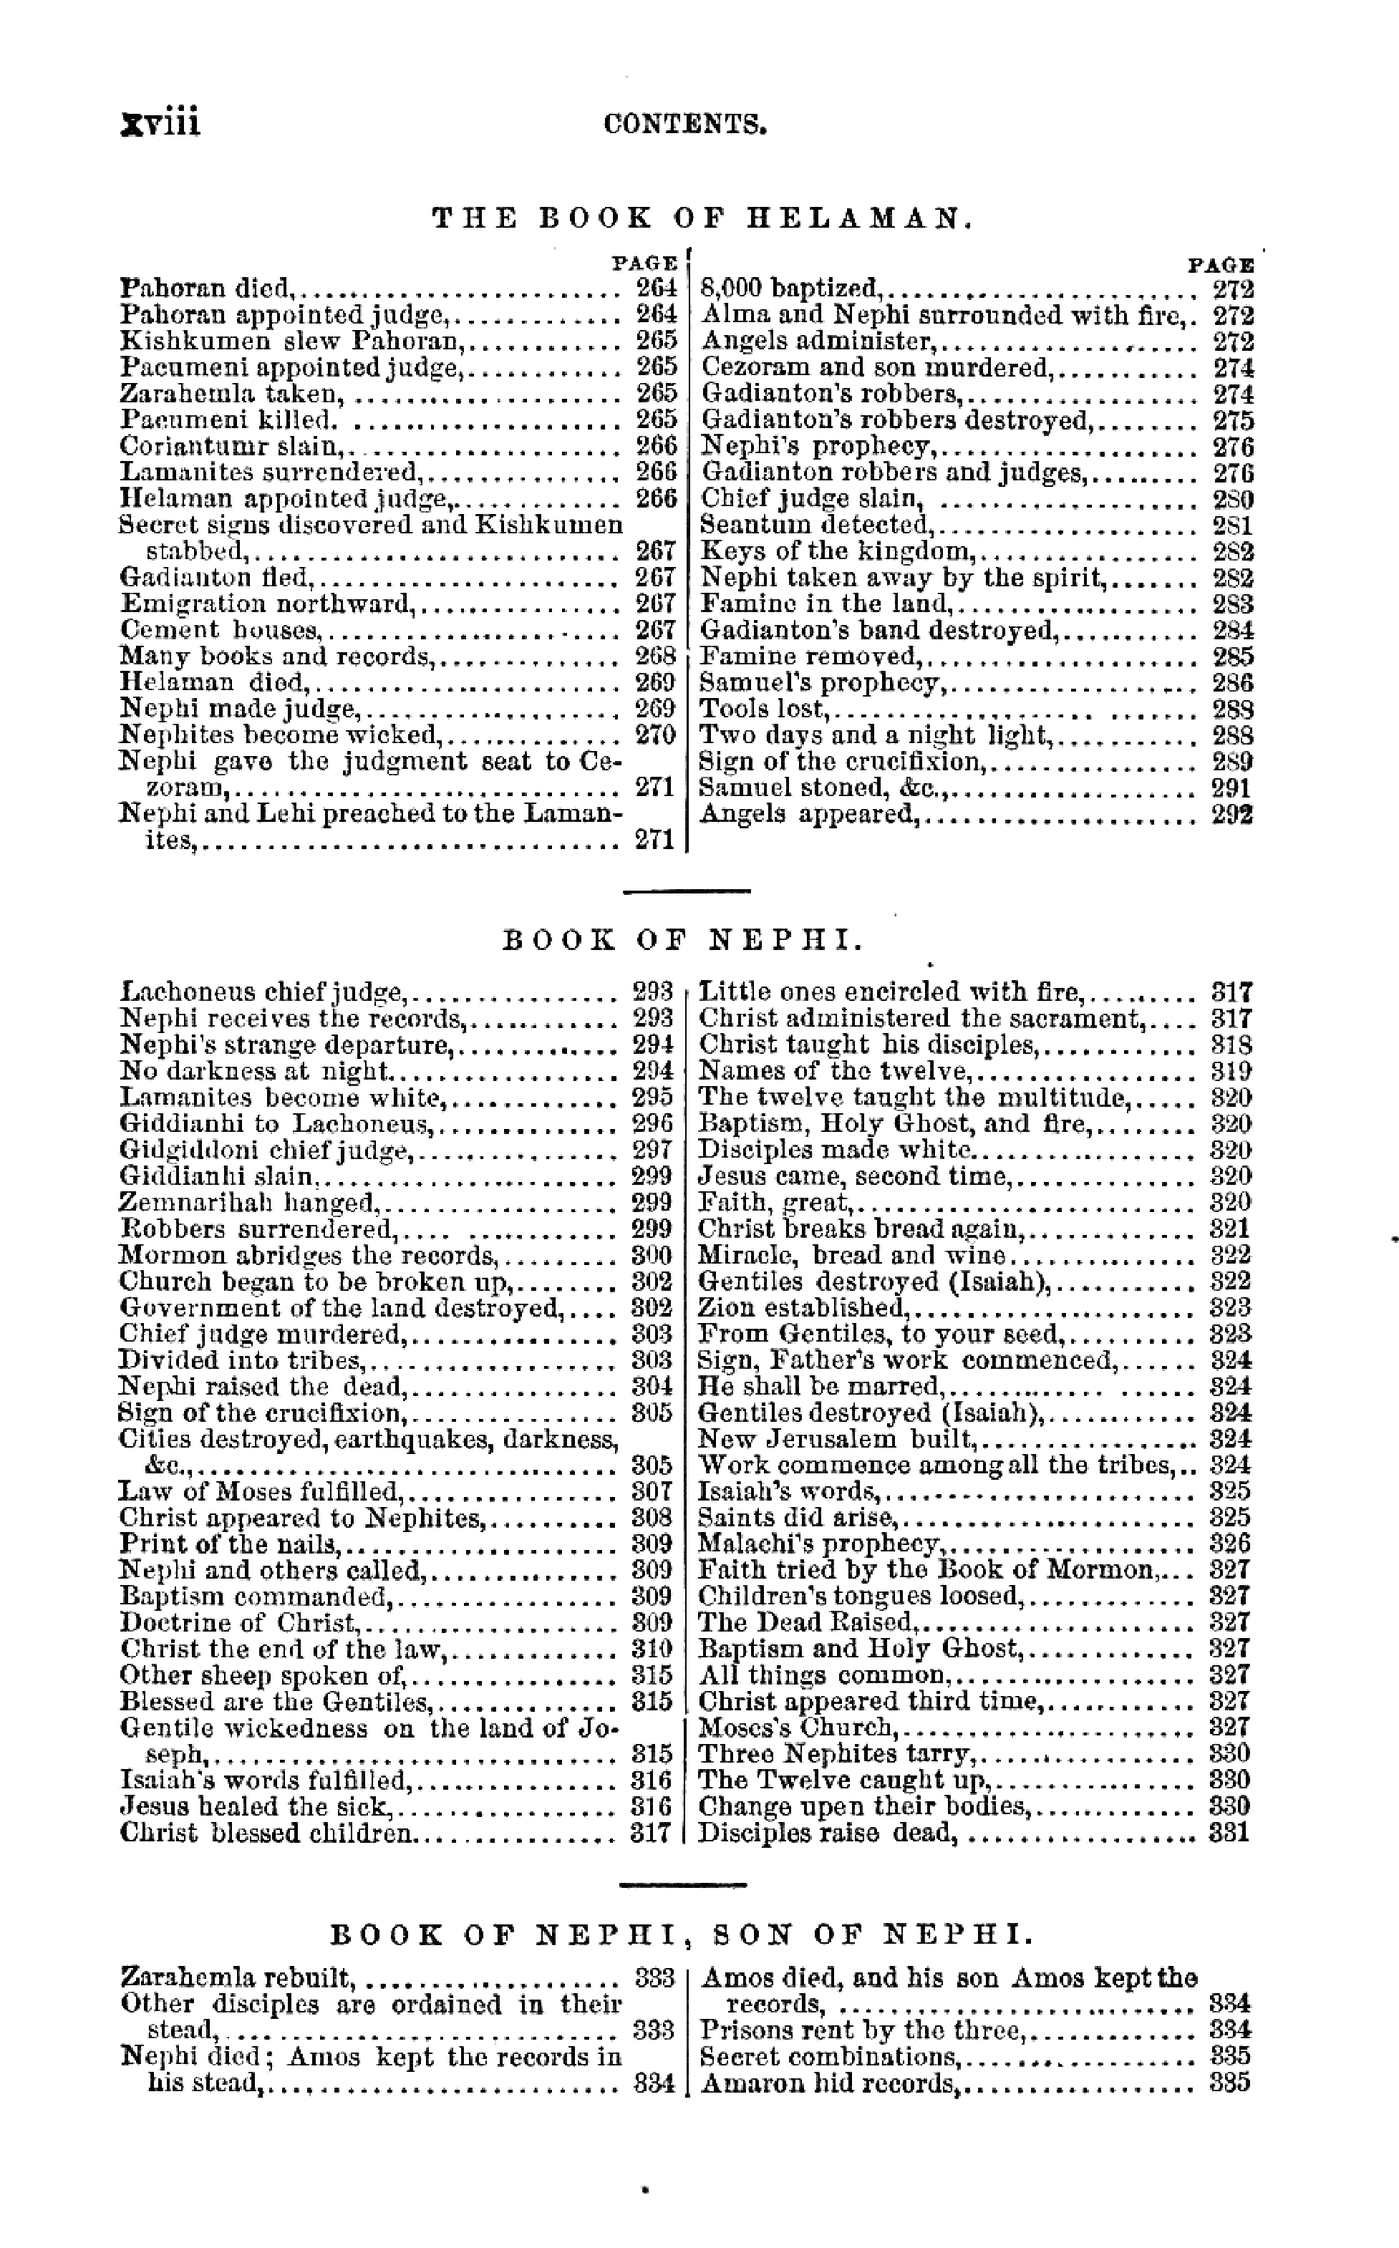 xviii
CONTENTS.
THE BOOK OF HELAMAN.
PAGE
Pahoran died,........................ 264
Pahoran appointed judge,............. 264
Kishkumen slew Pahoran,............ 265
Pacumeni appointed judge,............ 265
Zarahemla taken, ..................... 265
Pacumeni killed. ..................... 265
Coriantumr slain,..................... 266
Lamanites surrendered,............... 266
Helaman appointed judge,............. 266
Secret signs discovered and Kishkumen
stabbed,............................. 267
Gadianton fled,........................ 267
Emigration northward,................ 267
Cement houses,....................... 267
Many books and records,.............. 268
Helaman died,........................ 269
Nephi made judge,.................... 269
Nephites become wicked,.............. 270
Nephi gave the judgment seat to Ce-
zoram,.............................. 271
Nephi and Lehi preached to the Laman-
ites,................................ 271
PAGE
8,000 baptized,........................ 272
Alma and Nephi surrounded with fire,. 272
Angels administer,.................... 272
Cezoram and son murdered,........... 274
Gadianton's robbers,.................. 274
Gadianton's robbers destroyed,........ 275
Nephi's prophecy,.................... 276
Gadianton robbers and judges,......... 276
Chief judge slain, .................... 280
Seantum detected,.................... 281
Keys of the kingdom,................. 282
Nephi taken away by the spirit,....... 282
Famine in the land,................... 283
Gadianton's band destroyed,........... 284
Famine removed,..................... 285
Samuel's prophecy,................... 286
Tools lost,.................... ....... 288
Two days and a night light,........... 288
Sign of the crucifixion,................ 289
Samuel stoned, &c.,................... 291
Angels appeared,..................... 292
BOOK OF NEPHI.
Lachoneus chief judge,................ 293
Nephi receives the records,............ 293
Nephi's strange departure,............. 294
No darkness at night.................. 294
Lamanites become white,............. 295
Giddianhi to Lachoneus,.............. 296
Gidgiddoni chief judge,................ 297
Giddianhi slain,....................... 299
Zemnarihah hanged,.................. 299
Robbers surrendered,.... ............ 299
Mormon abridges the records,......... 300
Church began to be broken up,........ 302
Government of the land destroyed,.... 302
Chief judge murdered,................ 303
Divided into tribes,................... 303
Nephi raised the dead,................ 304
Sign of the crucifixion,................ 305
Cities destroyed, earthquakes, darkness,
&c.,................................ 305
Law of Moses fulfilled,................ 307
Christ appeared to Nephites,.......... 308
Print of the nails,..................... 309
Nephi and others called,............... 309
Baptism commanded,................. 309
Doctrine of Christ,.................... 309
Christ the end of the law,............. 310
Other sheep spoken of,................ 315
Blessed are the Gentiles,.............. 315
Gentile wickedness on the land of Jo-
seph,............................... 315
Isaiah's words fulfilled,................ 316
Jesus healed the sick,................. 316
Christ blessed children................ 317
Little ones encircled with fire,......... 317
Christ administered the sacrament,.... 317
Christ taught his disciples,............ 318
Names of the twelve,................. 319
The twelve taught the multitude,..... 320
Baptism, Holy Ghost, and fire,........ 320
Disciples made white.................. 320
Jesus came, second time,.............. 320
Faith, great,.......................... 320
Christ breaks bread again,............. 321
Miracle, bread and wine............... 322
Gentiles destroyed (Isaiah),........... 322
Zion established,...................... 323
From Gentiles, to your seed,.......... 323
Sign, Father's work commenced,...... 324
He shall be marred,............ ...... 324
Gentiles destroyed (Isaiah),............ 324
New Jerusalem built,................. 324
Work commence among all the tribes,.. 324
Isaiah's words,........................ 325
Saints did arise,....................... 325
Malachi's prophecy,................... 326
Faith tried by the Book of Mormon,... 327
Children's tongues loosed,............. 327
The Dead Raised,..................... 327
Baptism and Holy Ghost,............. 327
All things common,................... 327
Christ appeared third time,............ 327
Moses's Church,....................... 327
Three Nephites tarry,................. 330
The Twelve caught up,................ 330
Change upen their bodies,............. 330
Disciples raise dead, .................. 331
BOOK OF NEPHI, SON OF NEPHI.
Zarahemla rebuilt, .................... 333
Other disciples are ordained in their
stead,.............................. 333
Nephi died; Amos kept the records in
his stead,............................ 334
Amos died, and his son Amos kept the
records, ............................ 334
Prisons rent by the three,............. 334
Secret combinations,.................. 335
Amaron hid records,.................. 335